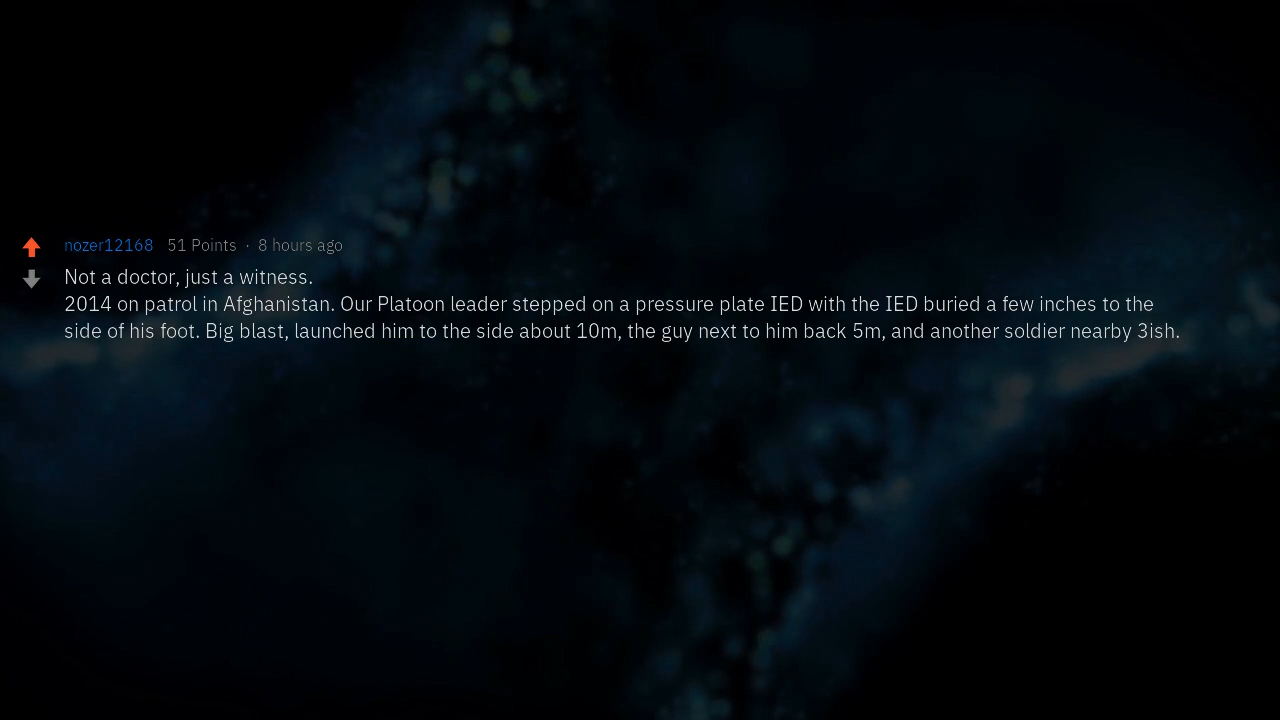 nozer12168 51 Points · 8 hours ago
Not a doctor, just a witness.
2014 on patrol in Afghanistan. Our Platoon leader stepped on a pressure plate IED with the IED buried a few inches to the
side of his foot. Big blast, launched him to the side about 10m, the guy next to him back 5m, and another soldier nearby 3ish.